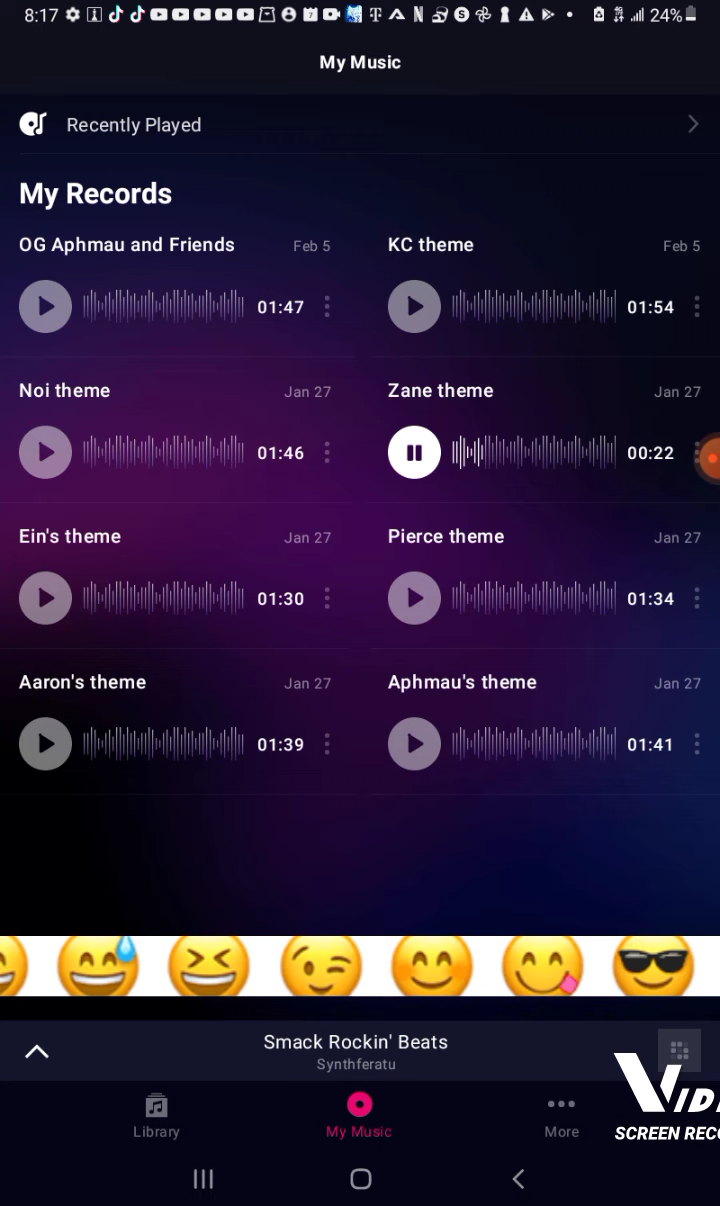 8:17
24%
My Music
Recently Played
My Records
OG Aphmau and Friends Feb 5
01:47
KC theme Feb 5
01:54
Noi theme Jan 27
01:46
Zane theme Jan 27
00:22
Ein's theme Jan 27
01:30
Pierce theme Jan 27
01:34
Aaron's theme Jan 27
01:39
Aphmau's theme Jan 27
01:41
Smack Rockin' Beats
Synthferatu
Library
My Music
More
VID
SCREEN REC